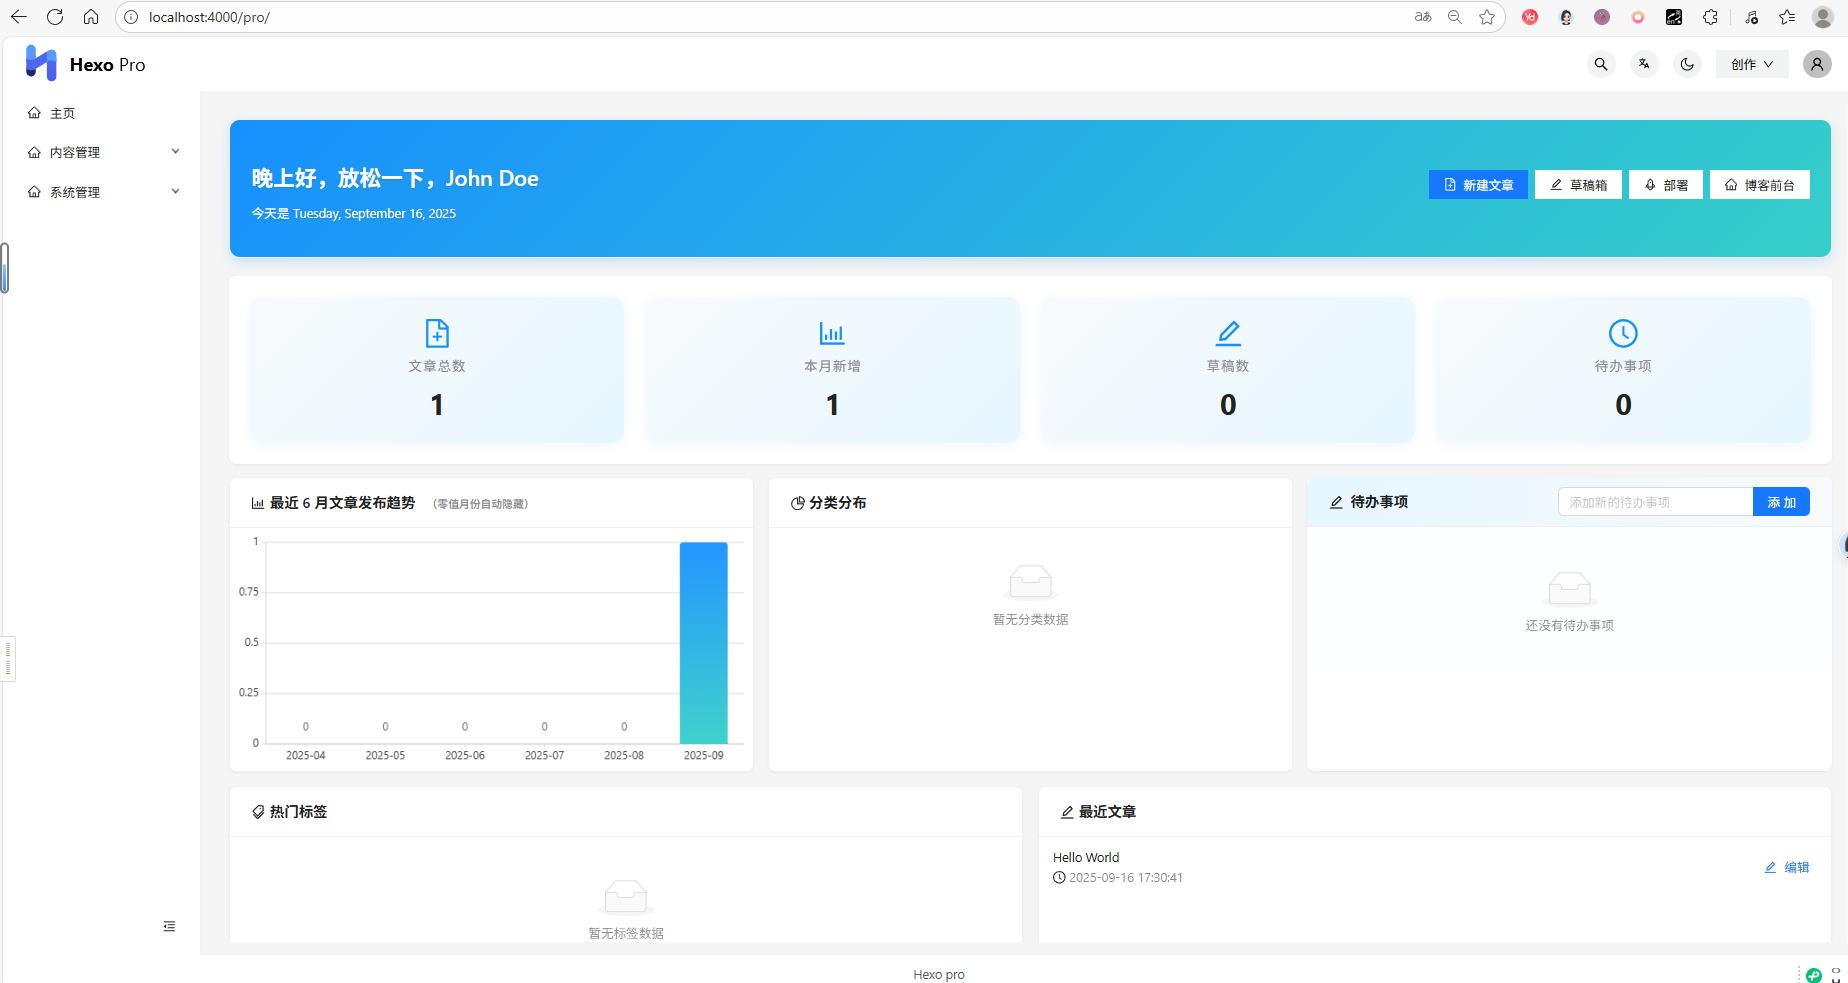 localhost:4000/pro/
Hexo Pro
创作
主页
内容管理
系统管理
晚上好，放松一下，John Doe
今天是 Tuesday, September 16, 2025
新建文章
草稿箱
部署
博客前台
文章总数
1
本月新增
1
草稿数
0
待办事项
0
最近 6 月文章发布趋势 （零值月份自动隐藏）
1
0.75
0.5
0.25
0
0 0 0 0 0
2025-04 2025-05 2025-06 2025-07 2025-08 2025-09
分类分布
暂无分类数据
待办事项
添加新的待办事项
添 加
还没有待办事项
热门标签
暂无标签数据
最近文章
Hello World
2025-09-16 17:30:41
编辑
Hexo pro